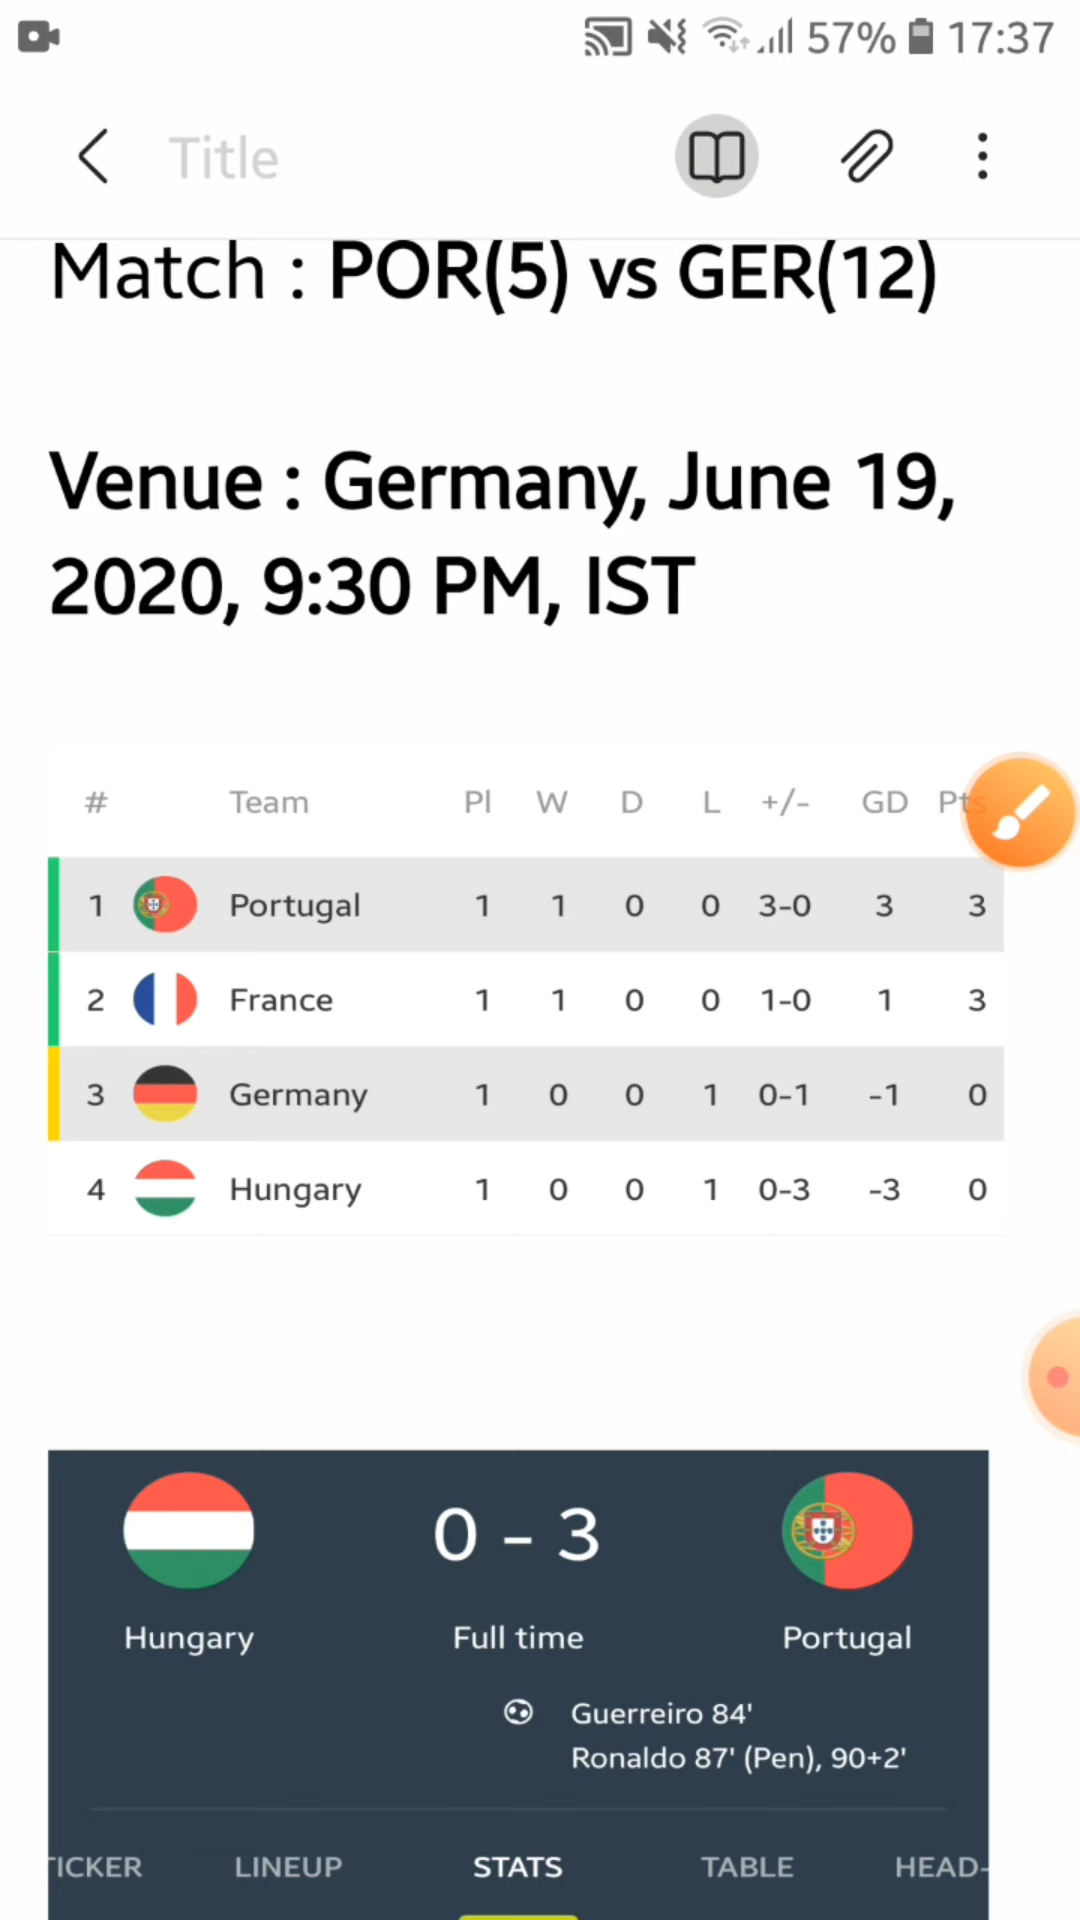 57% 17:37
Title
Match : POR(5) vs GER(12)
Venue : Germany, June 19,
2020, 9:30 PM, IST
# Team Pl W D L +/- GD Pts
1 Portugal 1 1 0 0 3-0 3 3
2 France 1 1 0 0 1-0 1 3
3 Germany 1 0 0 1 0-1 -1 0
4 Hungary 1 0 0 1 0-3 -3 0
0 - 3
Hungary Full time Portugal
Guerreiro 84'
Ronaldo 87' (Pen), 90+2'
TICKER LINEUP STATS TABLE HEAD-